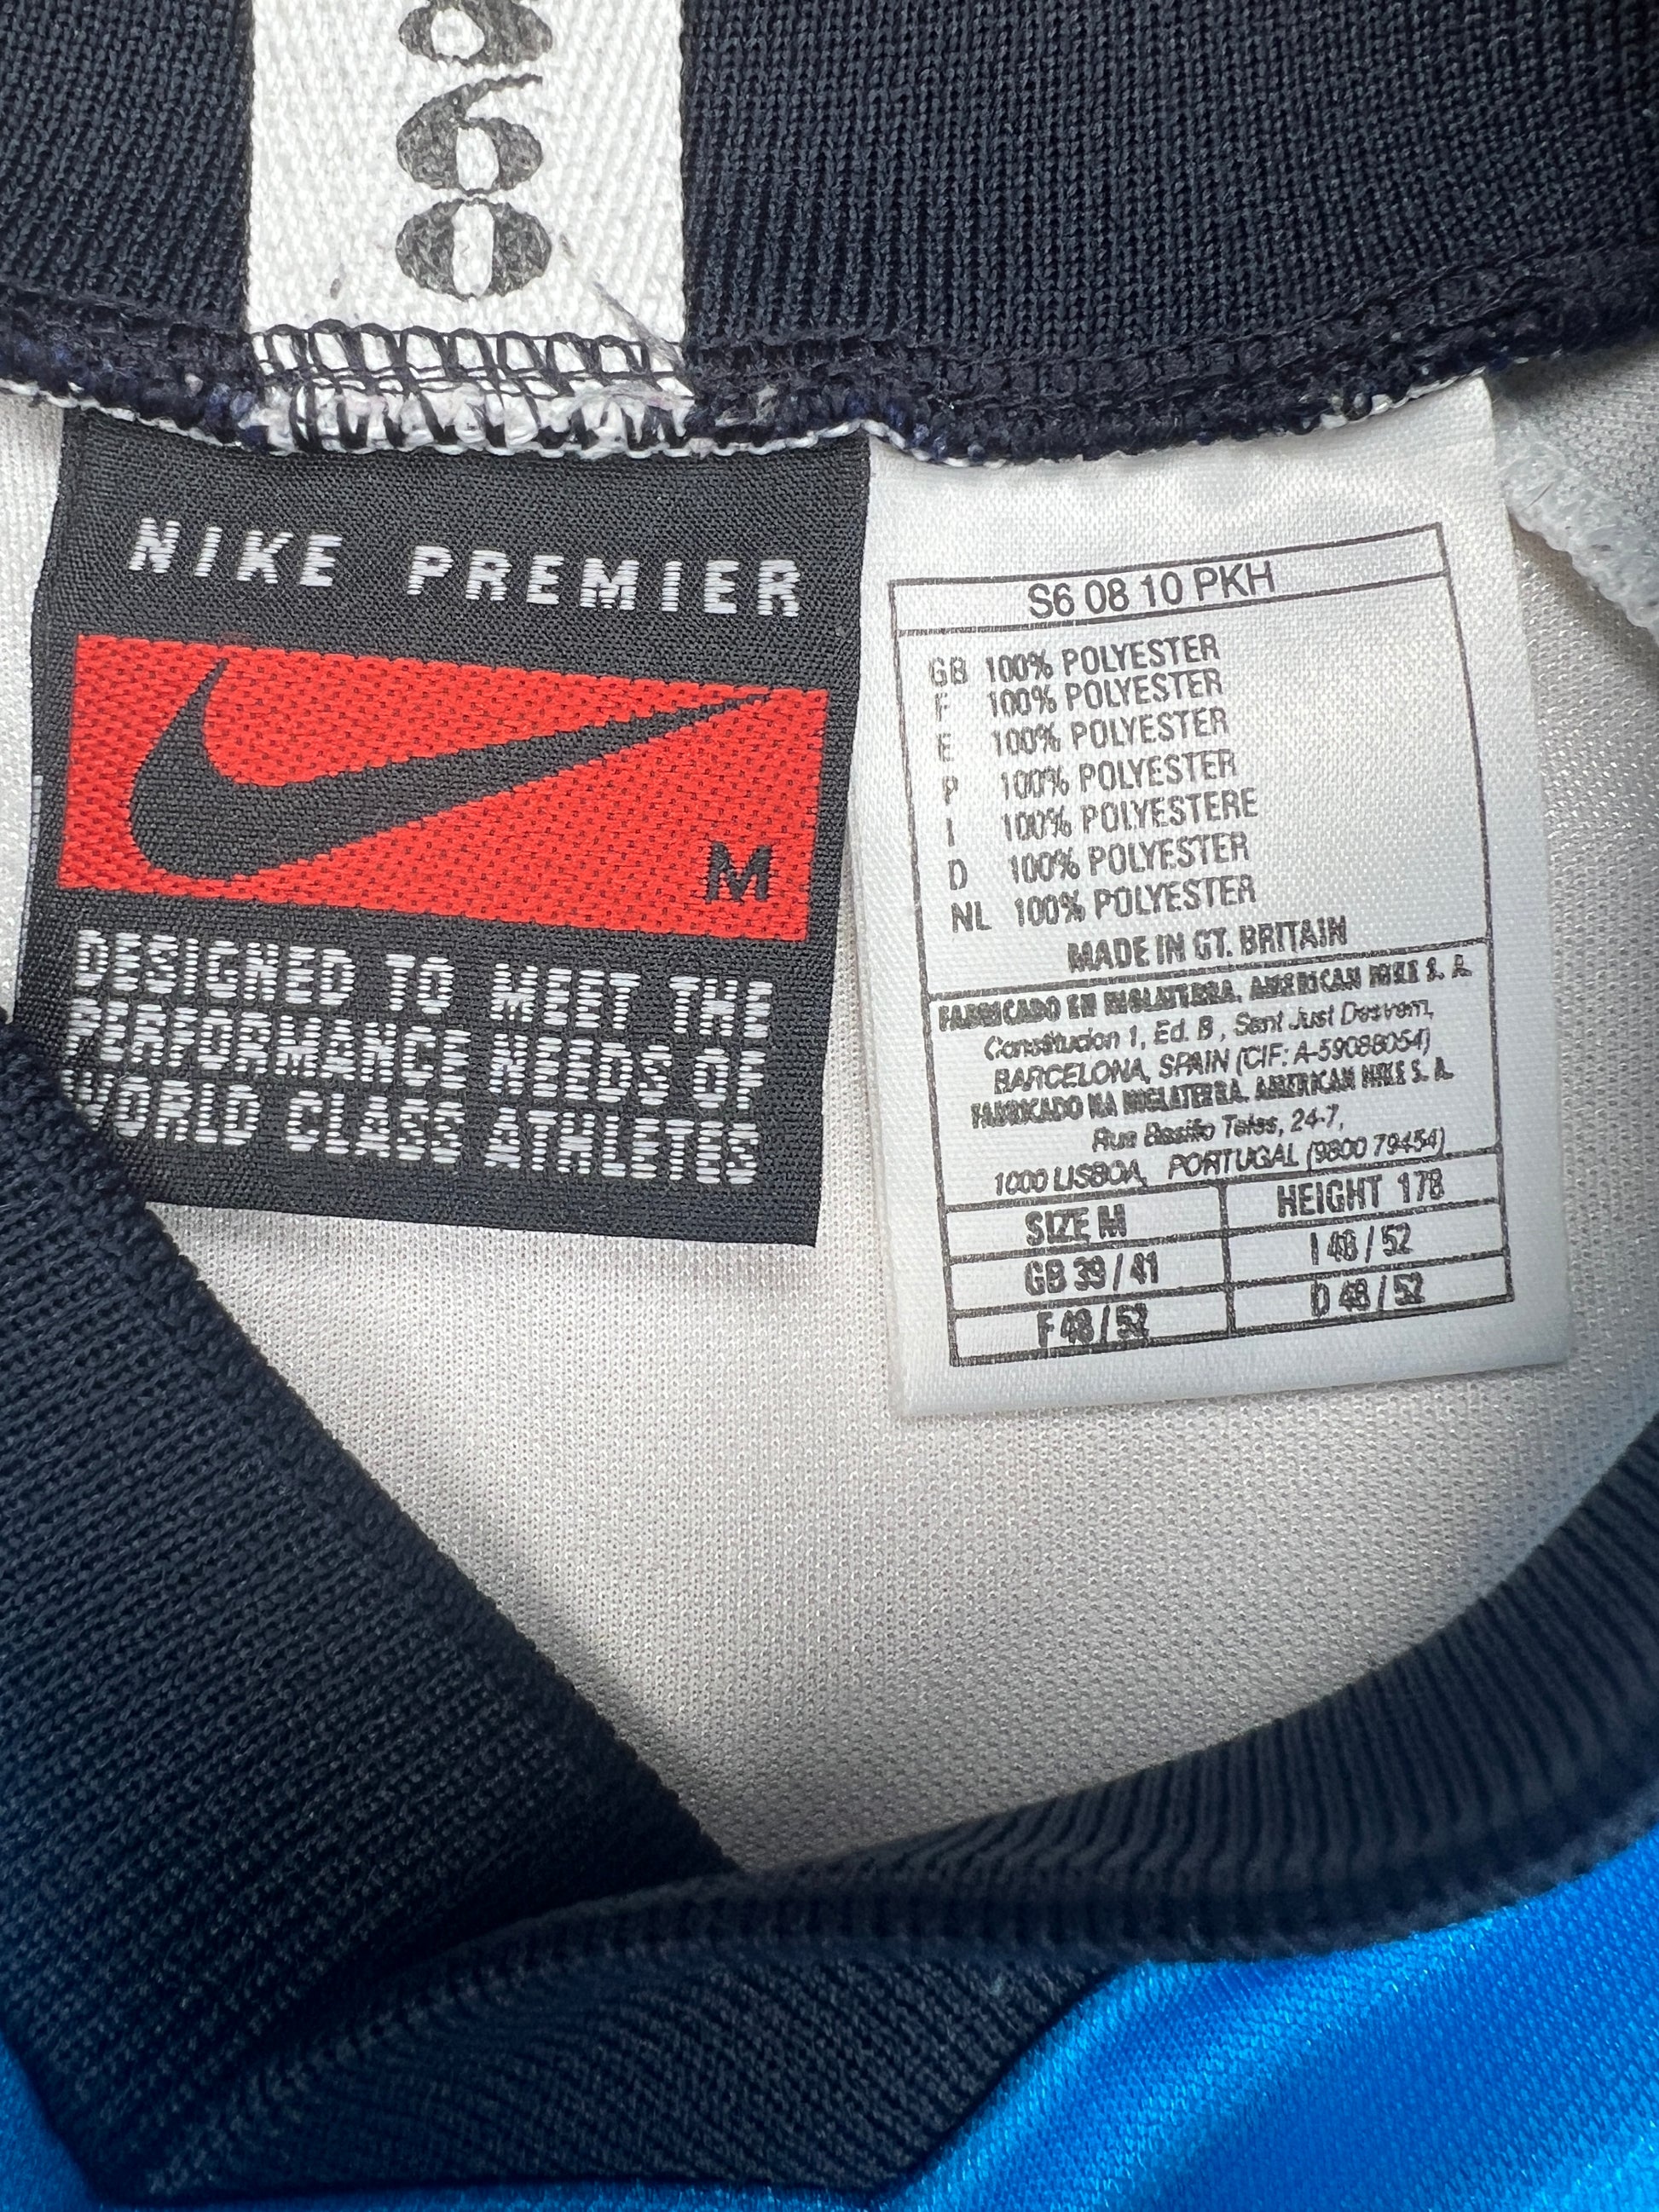 60
NIKE PREMIER
M
DESIGNED TO MEET THE
PERFORMANCE NEEDS OF
WORLD CLASS ATHLETES
S6 08 10 PKH
GB 100% POLYESTER
F 100% POLYESTER
E 100% POLYESTER
P 100% POLYESTER
I 100% POLYESTERE
D 100% POLYESTER
NL 100% POLYESTER
MADE IN GT. BRITAIN
FABRICADO EN INGLATERRA. AMERICAN NIKE S. A.
Constitucion 1, Ed. B, Sant Just Desvern,
BARCELONA, SPAIN (CIF: A-59086054)
FABRICADO NA INGLATERRA. AMERICAN NIKE S. A.
Rua Basilio Teles, 24-7,
1000 LISBOA, PORTUGAL (9800 79454)
SIZE M HEIGHT 178
GB 39 / 41 I 48 / 52
F 48 / 52 D 48 / 52